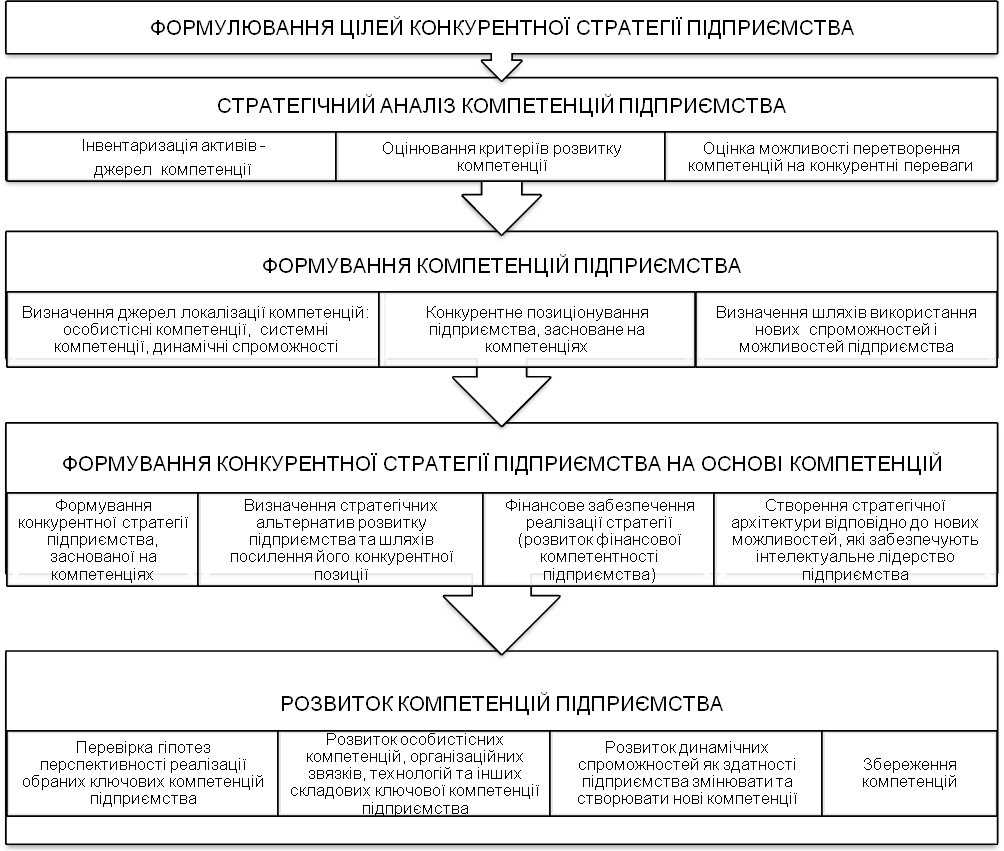 ФОРМУЛЮВАННЯ ЦІЛЕЙ КОНКУРЕНТНОЇ СТРАТЕГІЇ ПІДПРИЄМСТВА
СТРАТЕГІЧНИЙ АНАЛІЗ КОМПЕТЕНЦІЙ ПІДПРИЄМСТВА
Інвентаризація активів -
джерел компетенції
Оцінювання критеріїв розвитку
компетенції
Оцінка можливості перетворення
компетенцій на конкурентні переваги
ФОРМУВАННЯ КОМПЕТЕНЦІЙ ПІДПРИЄМСТВА
Визначення джерел локалізації компетенцій:
особистісні компетенції, системні
компетенції, динамічні спроможності
Конкурентне позиціонування
підприємства, засноване на
компетенціях
Визначення шляхів використання
нових спроможностей і
можливостей підприємства
ФОРМУВАННЯ КОНКУРЕНТНОЇ СТРАТЕГІЇ ПІДПРИЄМСТВА НА ОСНОВІ КОМПЕТЕНЦІЙ
Формування
конкурентної стратегії
підприємства,
заснованої на
компетенціях
Визначення стратегічних
альтернатив розвитку
підприємства та шляхів
посилення його конкурентної
позиції
Фінансове забезпечення
реалізації стратегії
(розвиток фінансової
компетентності
підприємства)
Створення стратегічної
архітектури відповідно до нових
можливостей, які забезпечують
інтелектуальне лідерство
підприємства
РОЗВИТОК КОМПЕТЕНЦІЙ ПІДПРИЄМСТВА
Перевірка гіпотез
перспективності реалізації
обраних ключових компетенцій
підприємства
Розвиток особистісних
компетенцій, організаційних
звязків, технологій та інших
складових ключової компетенції
підприємства
Розвиток динамічних
спроможностей як здатності
підприємства змінювати та
створювати нові компетенції
Збереження
компетенцій